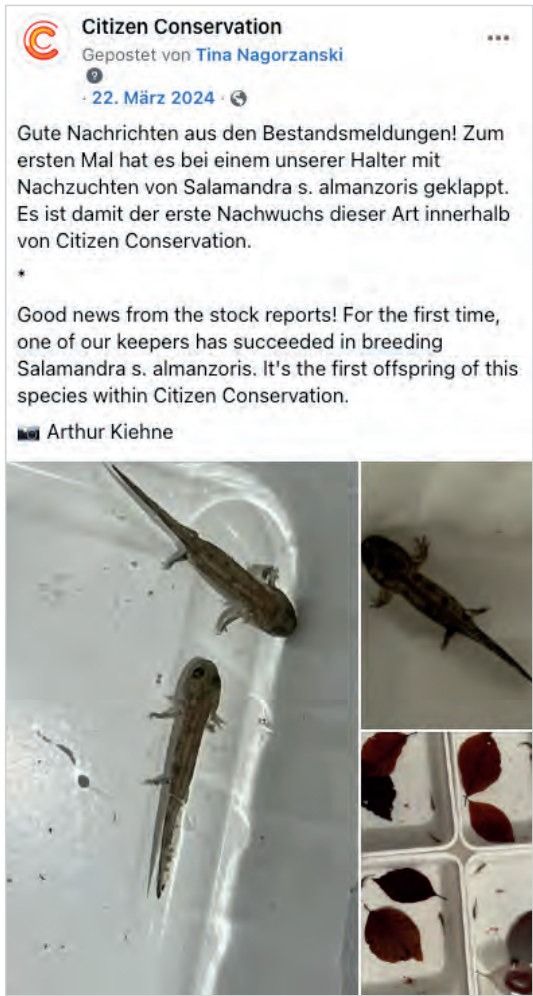 Citizen Conservation
Gepostet von Tina Nagorzanski
?
· 22. März 2024 ·
Gute Nachrichten aus den Bestandsmeldungen! Zum
ersten Mal hat es bei einem unserer Halter mit
Nachzuchten von Salamandra s. almanzoris geklappt.
Es ist damit der erste Nachwuchs dieser Art innerhalb
von Citizen Conservation.
*
Good news from the stock reports! For the first time,
one of our keepers has succeeded in breeding
Salamandra s. almanzoris. It's the first offspring of this
species within Citizen Conservation.
📷 Arthur Kiehne